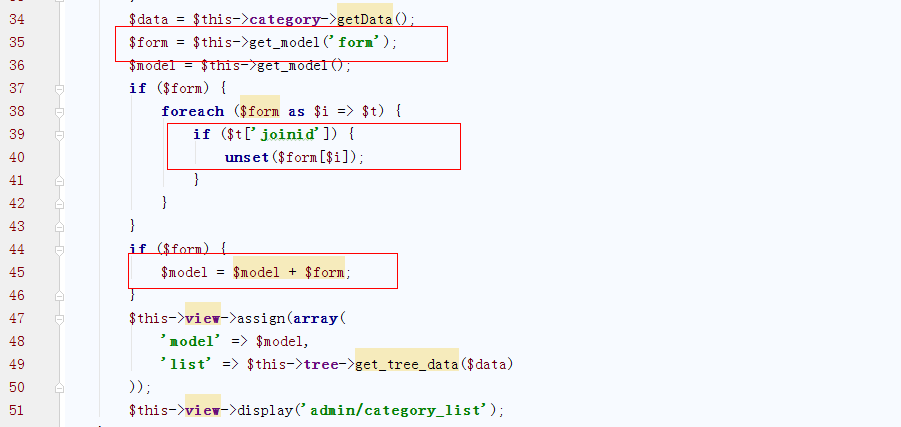 34 $data = $this->category->getData();
35 $form = $this->get_model('form');
36 $model = $this->get_model();
37 if ($form) {
38 foreach ($form as $i => $t) {
39 if ($t['joinid']) {
40 unset($form[$i]);
41 }
42 }
43 }
44 if ($form) {
45 $model = $model + $form;
46 }
47 $this->view->assign(array(
48 'model' => $model,
49 'list' => $this->tree->get_tree_data($data)
50 ));
51 $this->view->display('admin/category_list');